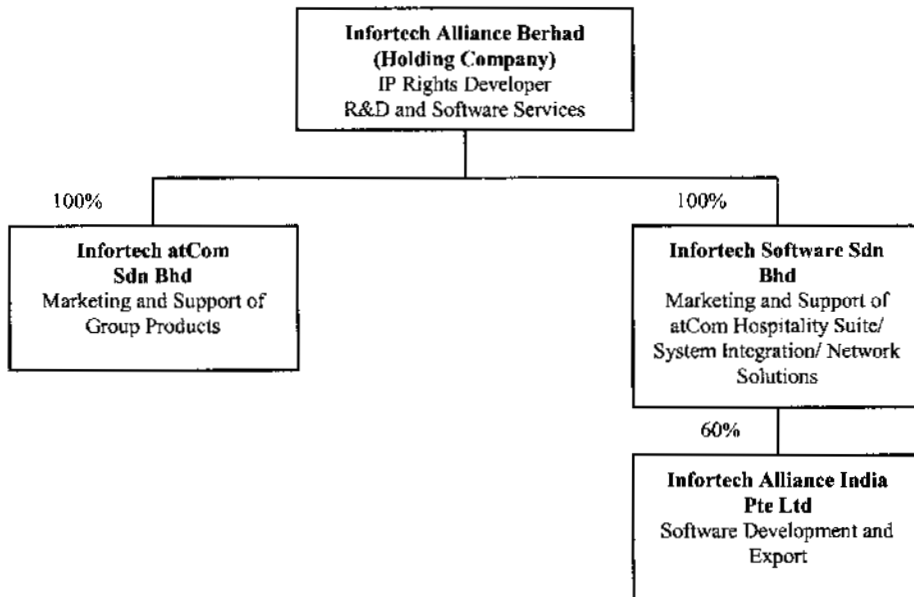 Infortech Alliance Berhad
(Holding Company)
IP Rights Developer
R&D and Software Services
100%
100%
Infortech atCom
Sdn Bhd
Marketing and Support of
Group Products
Infortech Software Sdn
Bhd
Marketing and Support of
atCom Hospitality Suite/
System Integration/ Network
Solutions
60%
Infortech Alliance India
Pte Ltd
Software Development and
Export